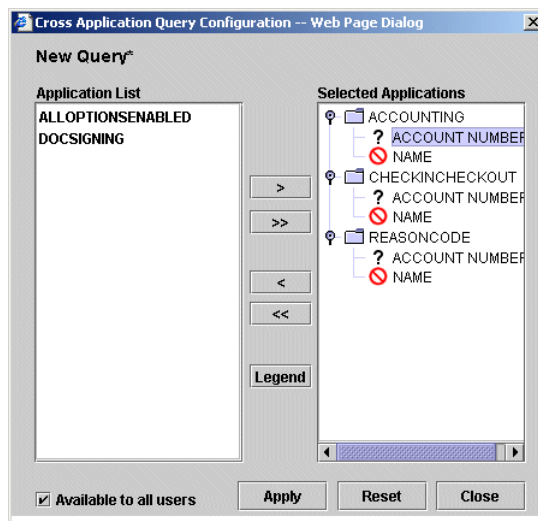 Cross Application Query Configuration -- Web Page Dialog
New Query*
Application List
ALLOPTIONSENABLED
DOCSIGNING
>
>>
<
<<
Legend
Selected Applications
ACCOUNTING
? ACCOUNT NUMBER
NAME
CHECKINCHECKOUT
? ACCOUNT NUMBER
NAME
REASONCODE
? ACCOUNT NUMBER
NAME
Available to all users
Apply
Reset
Close